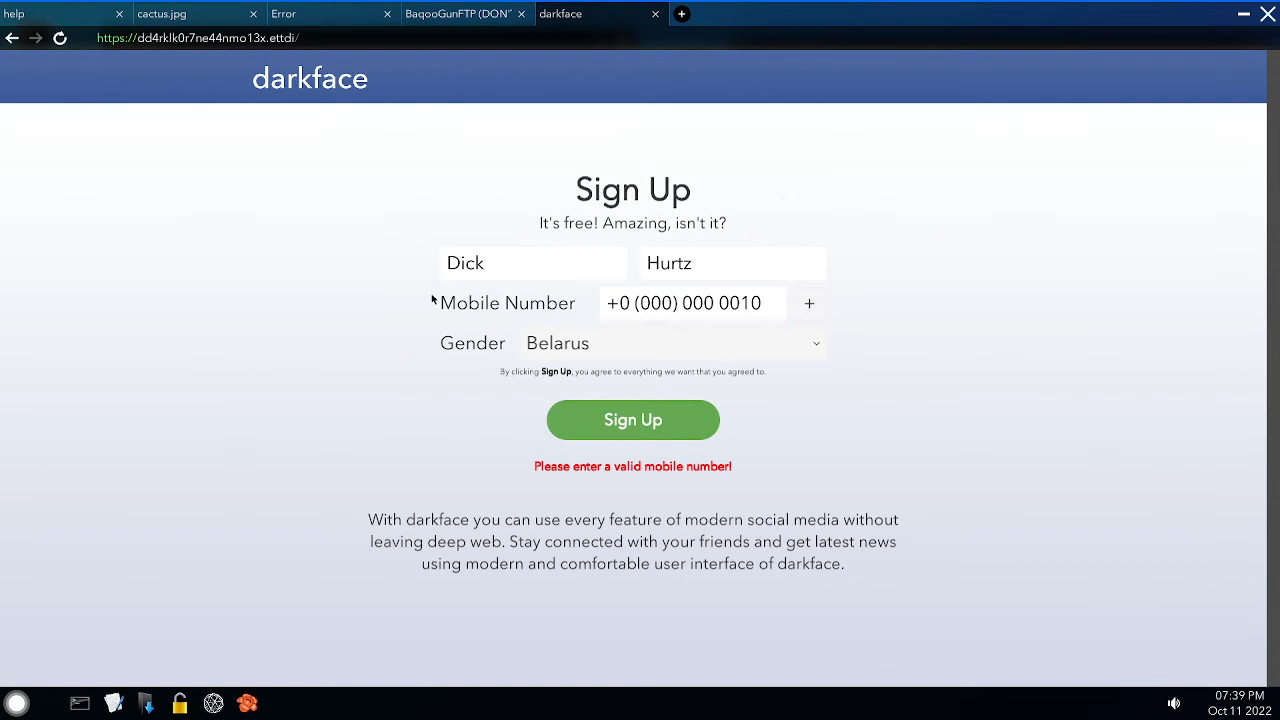 help
cactus.jpg
Error
BaqooGunFTP (DON'
darkface
https://dd4rklk0r7ne44nmo13x.ettdi/
darkface
Sign Up
It's free! Amazing, isn't it?
Dick Hurtz
Mobile Number +0 (000) 000 0010 +
Gender Belarus
By clicking Sign Up, you agree to everything we want that you agreed to.
Sign Up
Please enter a valid mobile number!
With darkface you can use every feature of modern social media without
leaving deep web. Stay connected with your friends and get latest news
using modern and comfortable user interface of darkface.
07:39 PM
Oct 11 2022